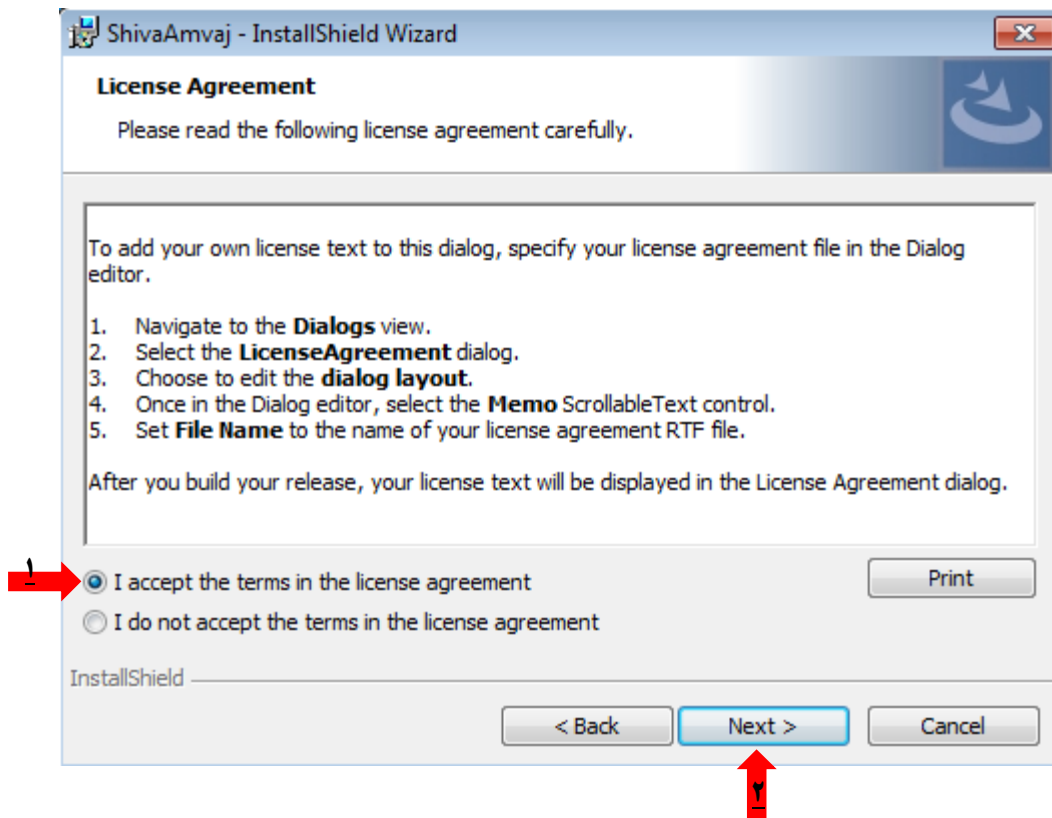 ShivaAmvaj - InstallShield Wizard
License Agreement
Please read the following license agreement carefully.
To add your own license text to this dialog, specify your license agreement file in the Dialog
editor.
1. Navigate to the Dialogs view.
2. Select the LicenseAgreement dialog.
3. Choose to edit the dialog layout.
4. Once in the Dialog editor, select the Memo ScrollableText control.
5. Set File Name to the name of your license agreement RTF file.
After you build your release, your license text will be displayed in the License Agreement dialog.
۱ I accept the terms in the license agreement Print
I do not accept the terms in the license agreement
InstallShield
< Back Next > Cancel
۲